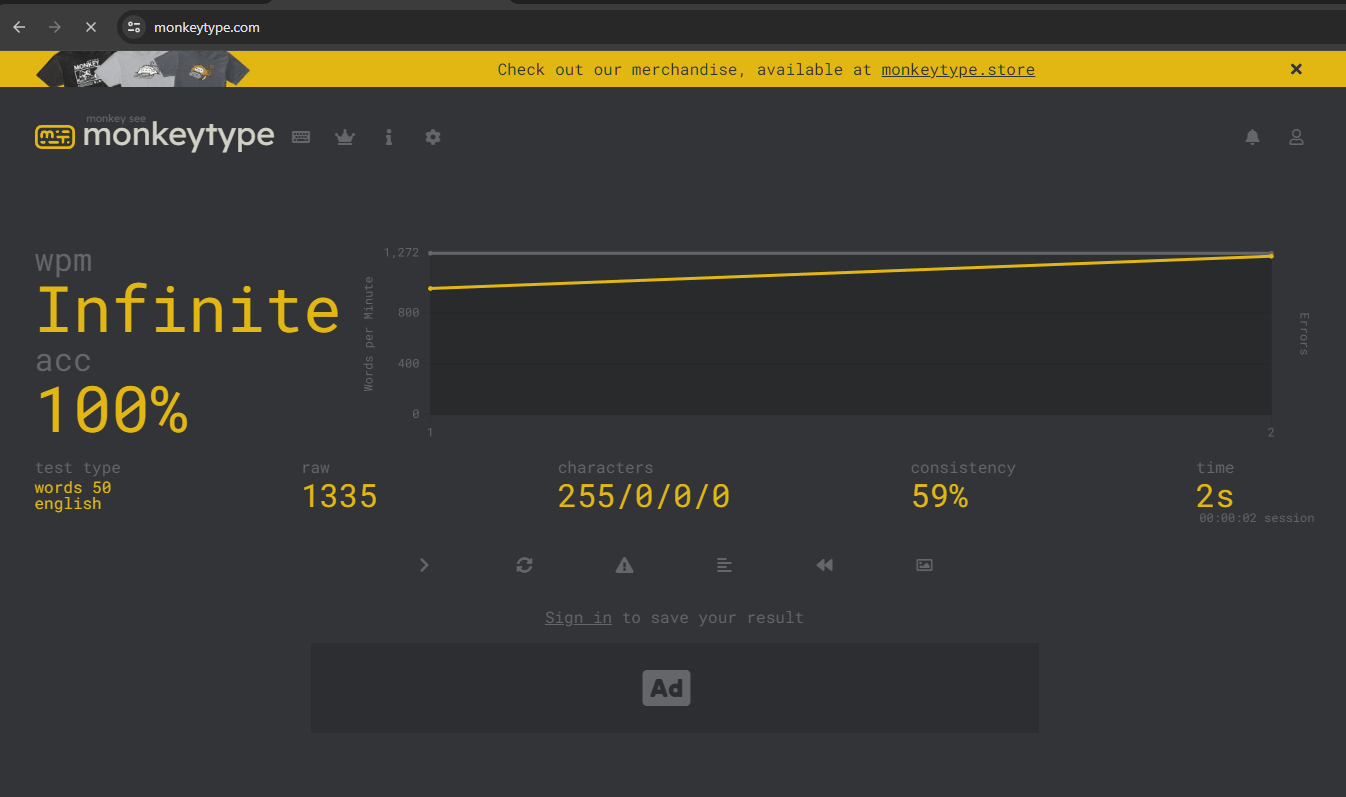 monkeytype.com
Check out our merchandise, available at monkeytype.store
MONKEY
monkey see
monkeytype
wpm
Infinite
acc
100%
1,272
800
400
0
Words per Minute
Errors
1
2
test type
words 50
english
raw
1335
characters
255/0/0/0
consistency
59%
time
2s
00:00:02 session
Sign in to save your result
Ad